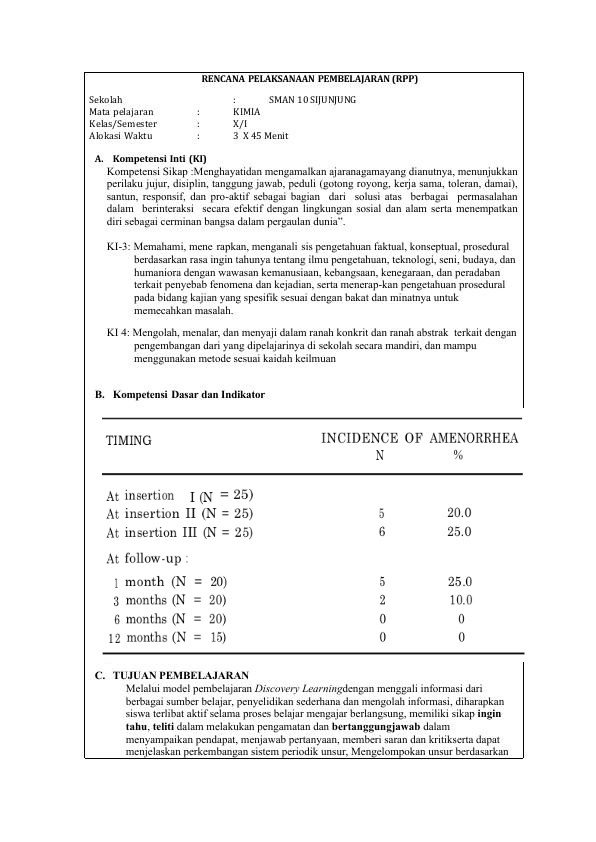 RENCANA PELAKSANAAN PEMBELAJARAN (RPP)
Sekolah : SMAN 10 SIJUNJUNG
Mata pelajaran : KIMIA
Kelas/Semester : X/I
Alokasi Waktu : 3 X 45 Menit
A. Kompetensi Inti (KI)
Kompetensi Sikap :Menghayatidan mengamalkan ajaranagamayang dianutnya, menunjukkan
perilaku jujur, disiplin, tanggung jawab, peduli (gotong royong, kerja sama, toleran, damai),
santun, responsif, dan pro-aktif sebagai bagian dari solusi atas berbagai permasalahan
dalam berinteraksi secara efektif dengan lingkungan sosial dan alam serta menempatkan
diri sebagai cerminan bangsa dalam pergaulan dunia”.
KI-3: Memahami, mene rapkan, menganali sis pengetahuan faktual, konseptual, prosedural
berdasarkan rasa ingin tahunya tentang ilmu pengetahuan, teknologi, seni, budaya, dan
humaniora dengan wawasan kemanusiaan, kebangsaan, kenegaraan, dan peradaban
terkait penyebab fenomena dan kejadian, serta menerap-kan pengetahuan prosedural
pada bidang kajian yang spesifik sesuai dengan bakat dan minatnya untuk
memecahkan masalah.
KI 4: Mengolah, menalar, dan menyaji dalam ranah konkrit dan ranah abstrak terkait dengan
pengembangan dari yang dipelajarinya di sekolah secara mandiri, dan mampu
menggunakan metode sesuai kaidah keilmuan
B. Kompetensi Dasar dan Indikator
TIMING INCIDENCE OF AMENORRHEA
N %
At insertion I (N = 25)
At insertion II (N = 25) 5 20.0
At insertion III (N = 25) 6 25.0
At follow-up :
1 month (N = 20) 5 25.0
3 months (N = 20) 2 10.0
6 months (N = 20) 0 0
12 months (N = 15) 0 0
C. TUJUAN PEMBELAJARAN
Melalui model pembelajaran Discovery Learningdengan menggali informasi dari
berbagai sumber belajar, penyelidikan sederhana dan mengolah informasi, diharapkan
siswa terlibat aktif selama proses belajar mengajar berlangsung, memiliki sikap ingin
tahu, teliti dalam melakukan pengamatan dan bertanggungjawab dalam
menyampaikan pendapat, menjawab pertanyaan, memberi saran dan kritikserta dapat
menjelaskan perkembangan sistem periodik unsur, Mengelompokan unsur berdasarkan